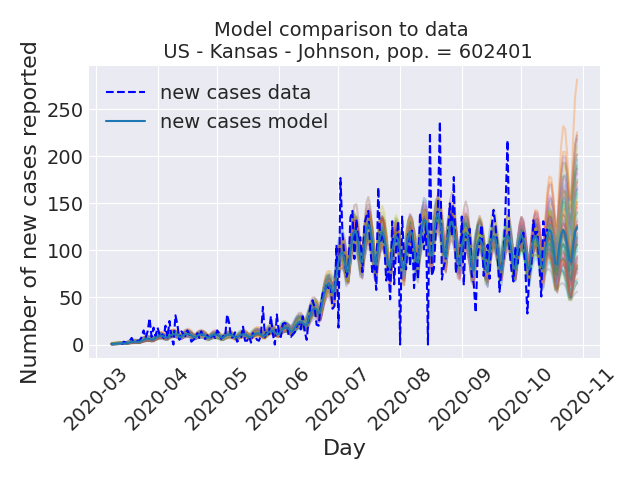 Model comparison to data
US - Kansas - Johnson, pop. = 602401
Number of new cases reported
250
200
150
100
50
0
new cases data
new cases model
2020-03
2020-04
2020-05
2020-06
2020-07
2020-08
2020-09
2020-10
2020-11
Day